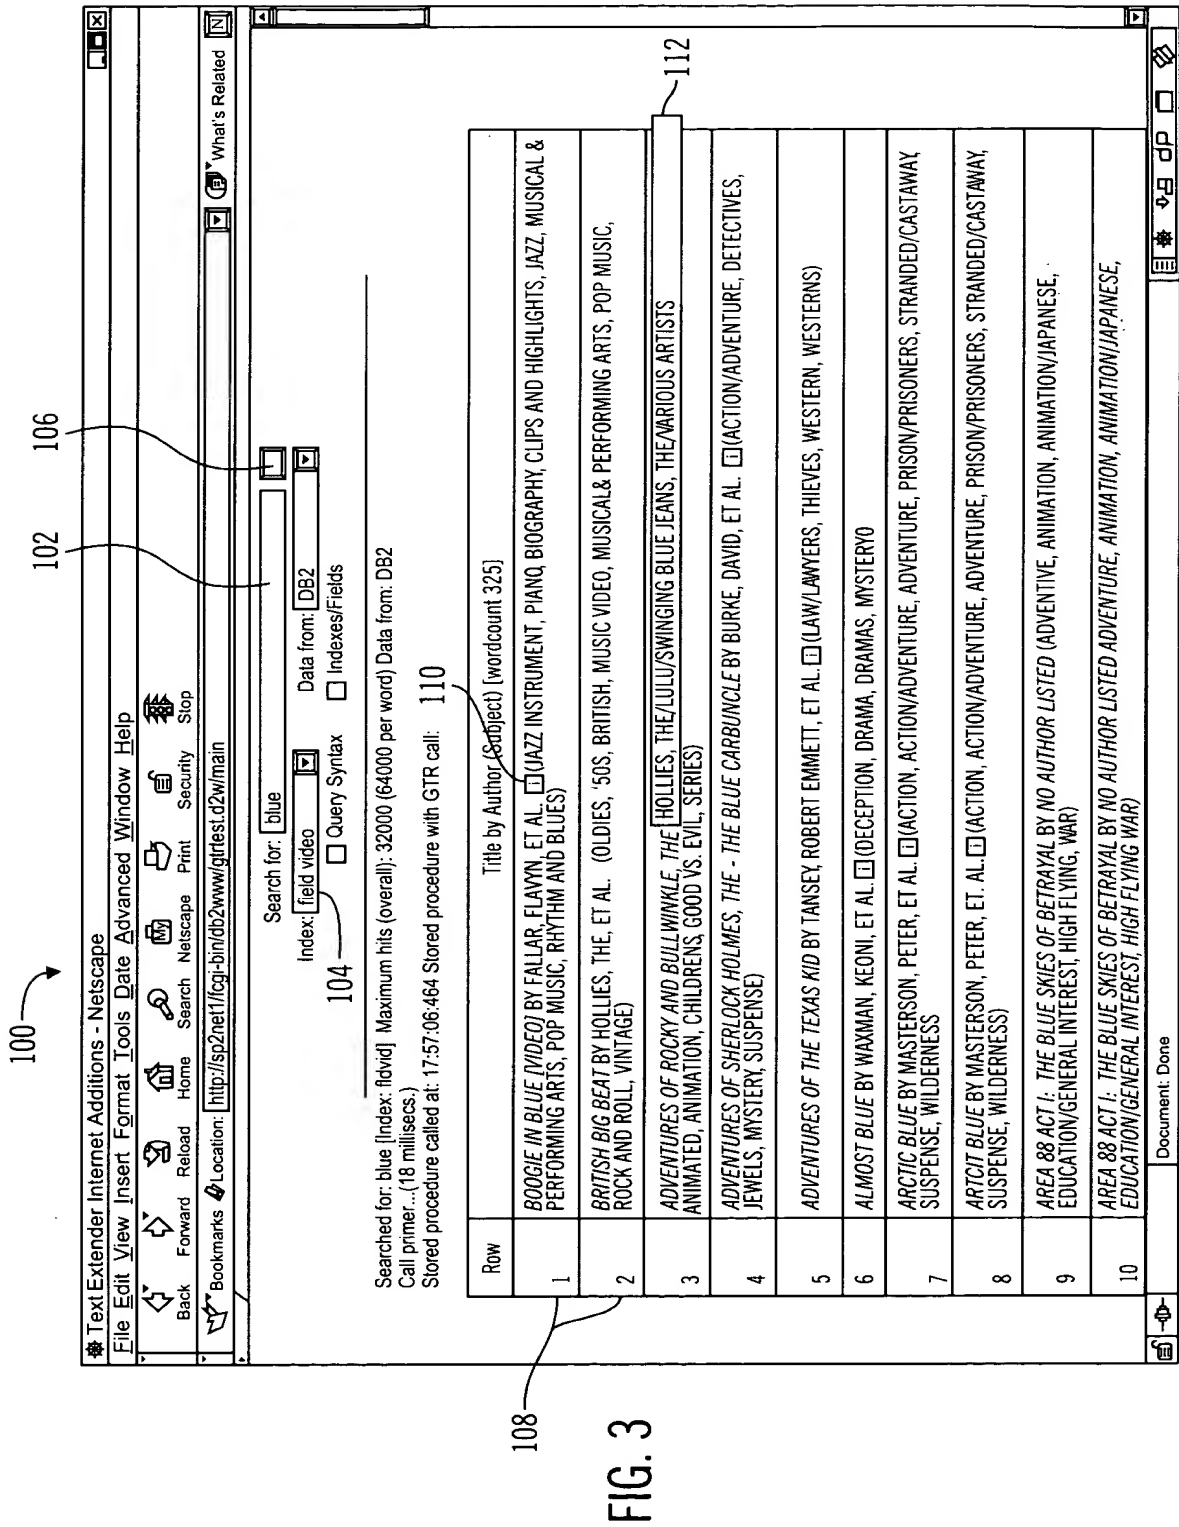 100
Text Extender Internet Additions - Netscape
File Edit View Insert Format Tools Date Advanced Window Help
Back Forward Reload Home Search Netscape Print Security Stop
My
N
Bookmarks Location: http://sp2net1/fcgi-bin/db2www/gtrtest.d2w/main What's Related
102
106
Search for: blue
Index: field video Data from: DB2
Query Syntax Indexes/Fields
104
Searched for: blue [Index: fldvid] Maximum hits (overall): 32000 (64000 per word) Data from: DB2
Call primer...(18 millisecs.)
Stored procedure called at: 17:57:06:464 Stored procedure with GTR call:
110
Row Title by Author (Subject) [wordcount 325]
1 BOOGIE IN BLUE [VIDEO] BY FALLAR, FLAVYN, ET AL. i (JAZZ INSTRUMENT, PIANO, BIOGRAPHY, CLIPS AND HIGHLIGHTS, JAZZ, MUSICAL &
PERFORMING ARTS, POP MUSIC, RHYTHM AND BLUES)
2 BRITISH BIG BEAT BY HOLLIES, THE, ET AL. (OLDIES, '50S, BRITISH, MUSIC VIDEO, MUSICAL& PERFORMING ARTS, POP MUSIC,
ROCK AND ROLL, VINTAGE)
3 ADVENTURES OF ROCKY AND BULLWINKLE, THE HOLLIES, THE/LULU/SWINGING BLUE JEANS, THE/VARIOUS ARTISTS
ANIMATED, ANIMATION, CHILDRENS, GOOD VS. EVIL, SERIES)
112
4 ADVENTURES OF SHERLOCK HOLMES, THE - THE BLUE CARBUNCLE BY BURKE, DAVID, ET AL. i (ACTION/ADVENTURE, DETECTIVES,
JEWELS, MYSTERY, SUSPENSE)
5 ADVENTURES OF THE TEXAS KID BY TANSEY, ROBERT EMMETT, ET AL. i (LAW/LAWYERS, THIEVES, WESTERN, WESTERNS)
6 ALMOST BLUE BY WAXMAN, KEONI, ET AL. i (DECEPTION, DRAMA, DRAMAS, MYSTERY0
7 ARCTIC BLUE BY MASTERSON, PETER, ET AL. i (ACTION, ACTION/ADVENTURE, ADVENTURE, PRISON/PRISONERS, STRANDED/CASTAWAY,
SUSPENSE, WILDERNESS
8 ARTCIT BLUE BY MASTERSON, PETER, ET. AL. i (ACTION, ACTION/ADVENTURE, ADVENTURE, PRISON/PRISONERS, STRANDED/CASTAWAY,
SUSPENSE, WILDERNESS)
9 AREA 88 ACT I: THE BLUE SKIES OF BETRAYAL BY NO AUTHOR LISTED (ADVENTIVE, ANIMATION, ANIMATION/JAPANESE,
EDUCATION/GENERAL INTEREST, HIGH FLYING, WAR)
10 AREA 88 ACT I: THE BLUE SKIES OF BETRAYAL BY NO AUTHOR LISTED ADVENTURE, ANIMATION, ANIMATION/JAPANESE,
EDUCATION/GENERAL INTEREST, HIGH FLYING WAR)
108
Document: Done
FIG. 3